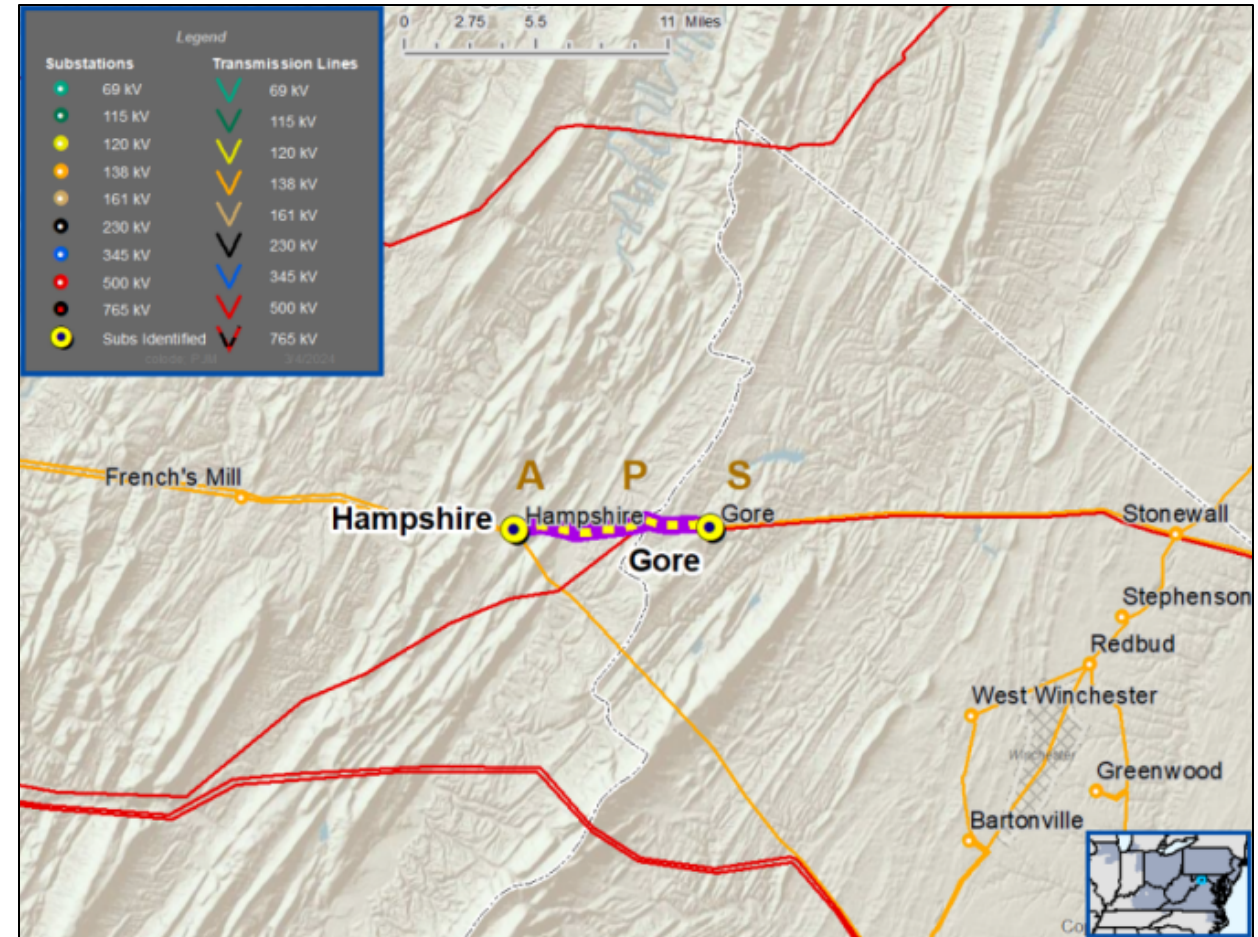 0 2.75 5.5 11 Miles
Legend
Substations Transmission Lines
69 kV 69 kV
115 kV 115 kV
120 kV 120 kV
138 kV 138 kV
161 kV 161 kV
230 kV 230 kV
345 kV 345 kV
500 kV 500 kV
765 kV 765 kV
Subs Identified
3/4/2024
French's Mill
A P S
Hampshire Hampshire Gore
Gore
Stonewall
Stephenson
Redbud
West Winchester
Winchester
Greenwood
Bartonville
Co